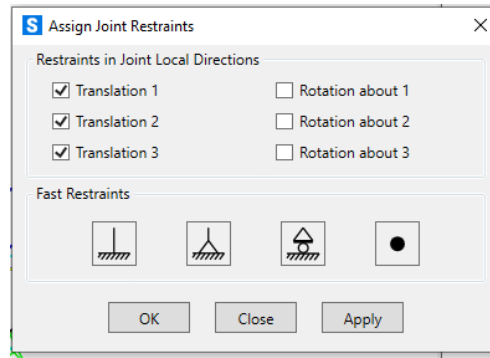 S Assign Joint Restraints
Restraints in Joint Local Directions
Translation 1 Rotation about 1
Translation 2 Rotation about 2
Translation 3 Rotation about 3
Fast Restraints
OK Close Apply